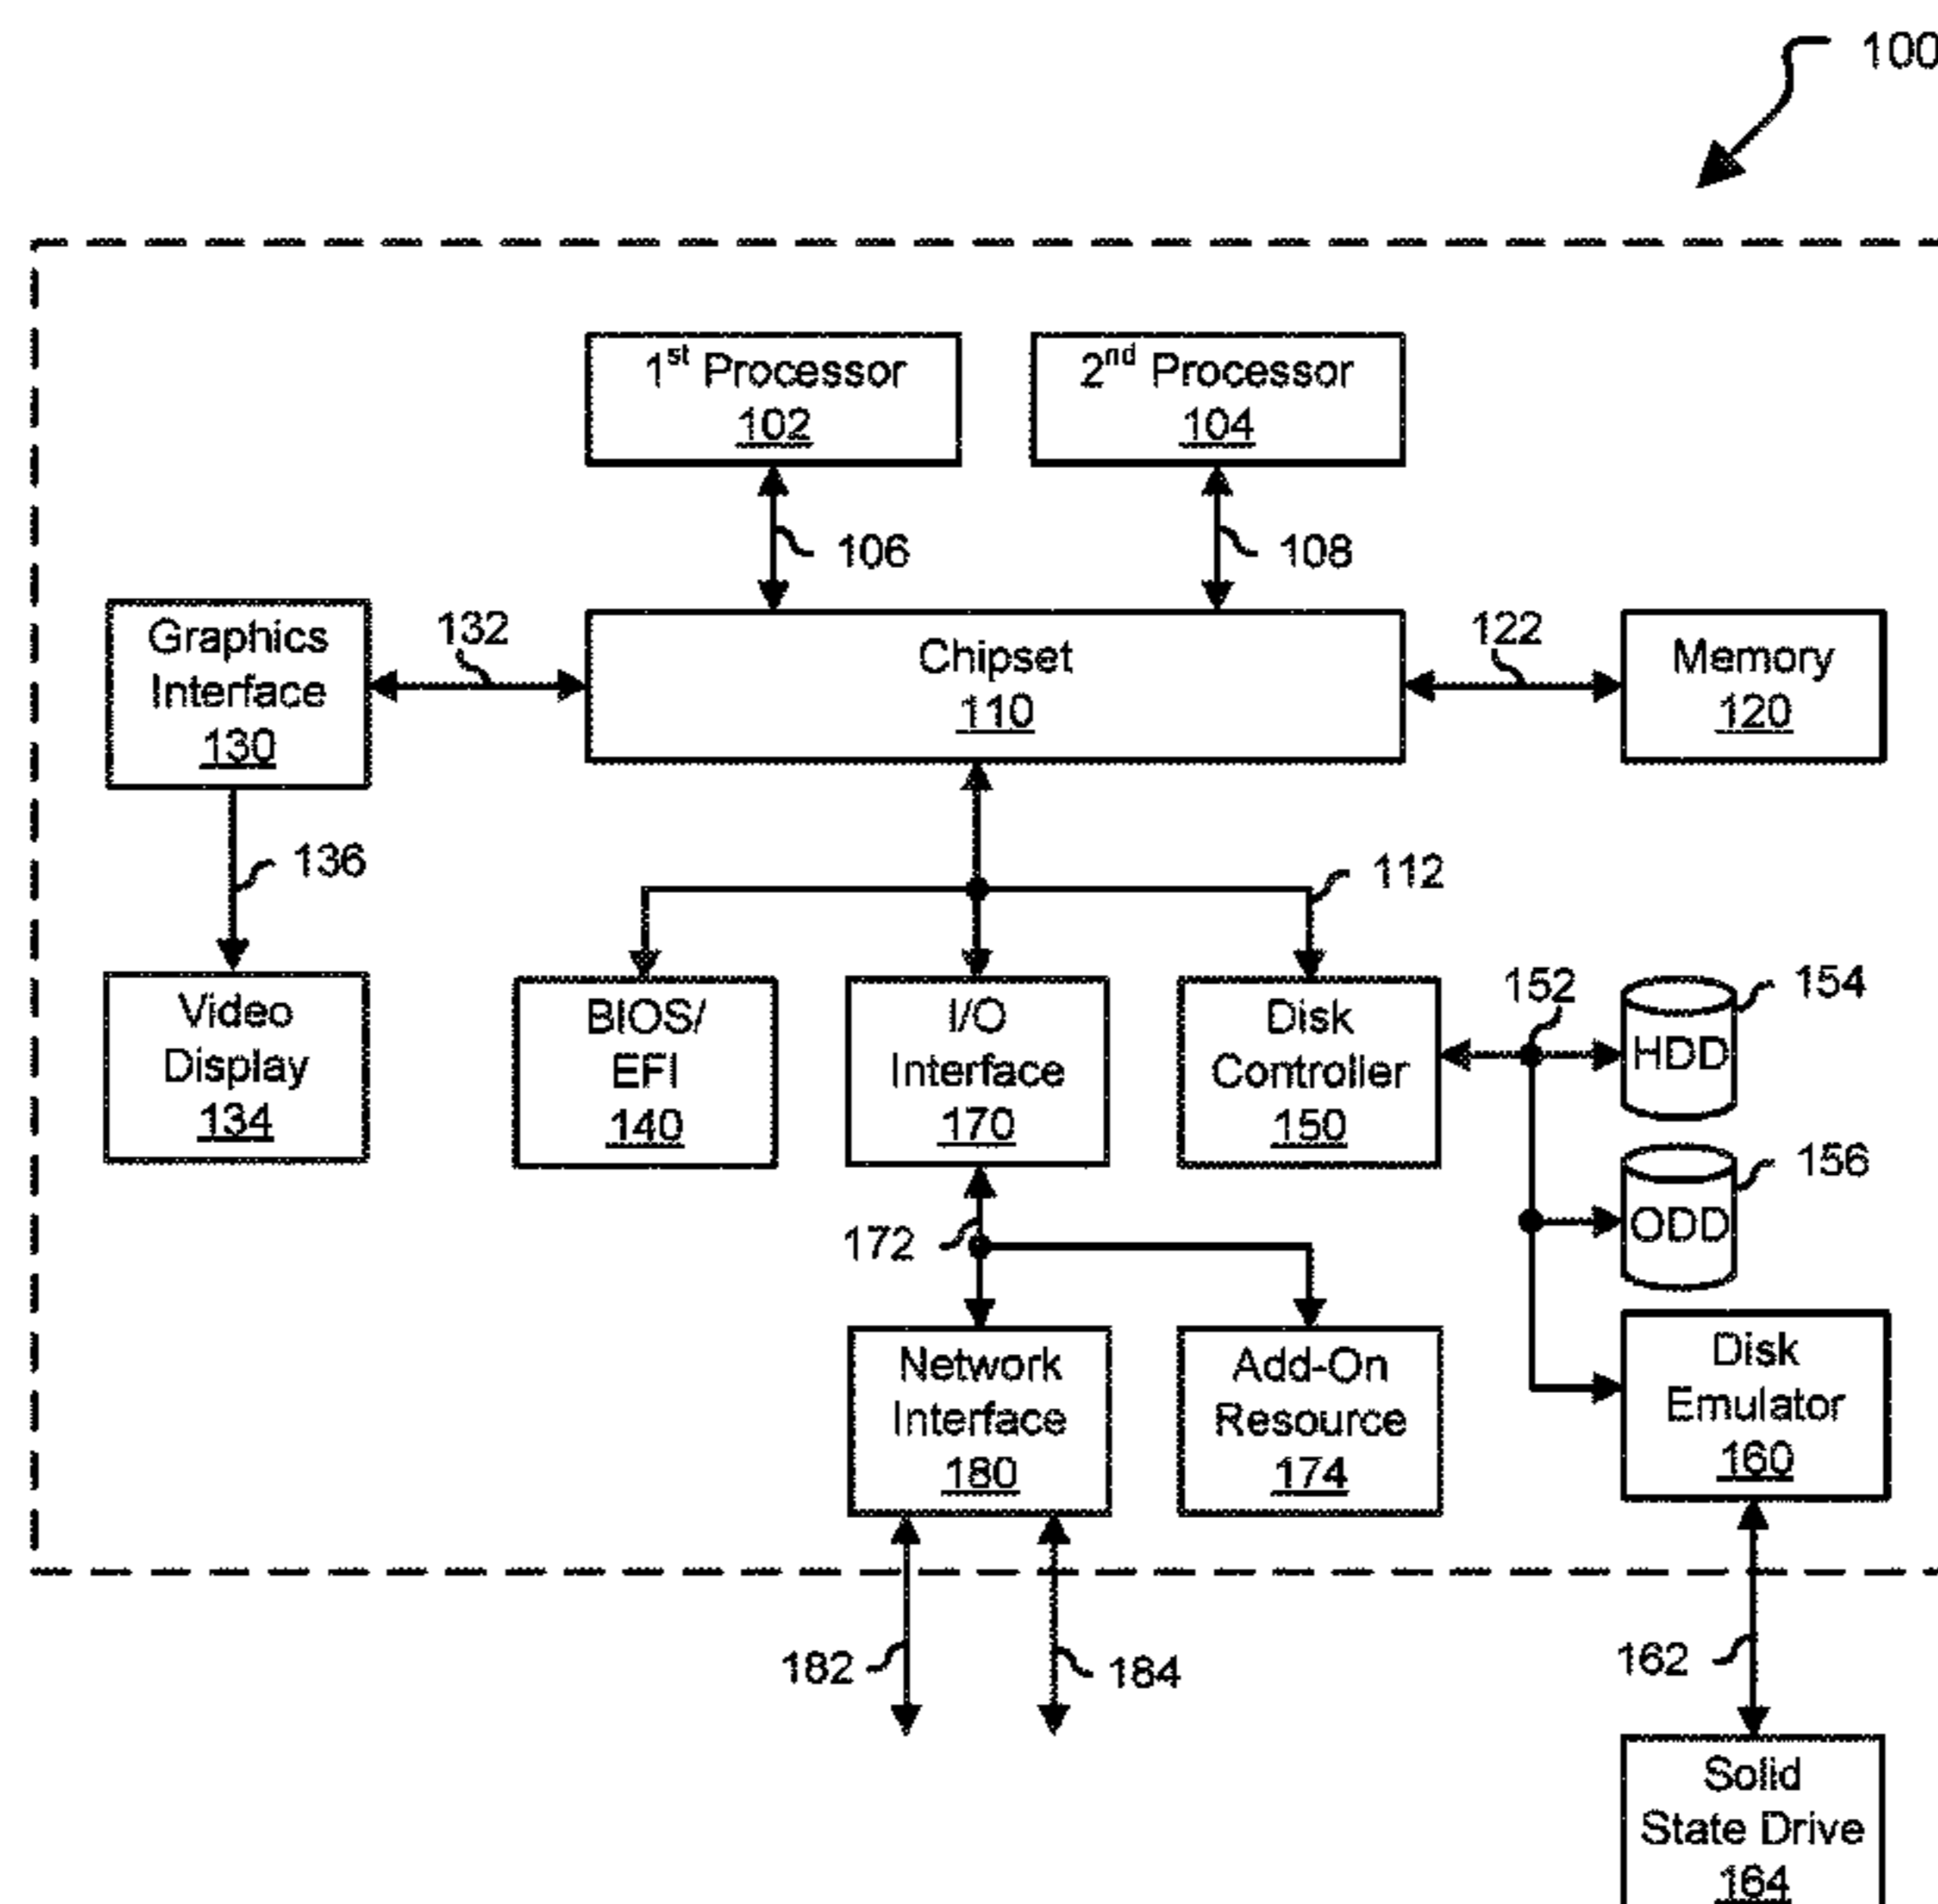 100
1st Processor
102
2nd Processor
104
106
108
Graphics
Interface
130
132
Chipset
110
122
Memory
120
136
112
Video
Display
134
BIOS/
EFI
140
I/O
Interface
170
Disk
Controller
150
152
HDD
154
ODD
156
172
Network
Interface
180
Add-On
Resource
174
Disk
Emulator
160
182
184
162
Solid
State Drive
164